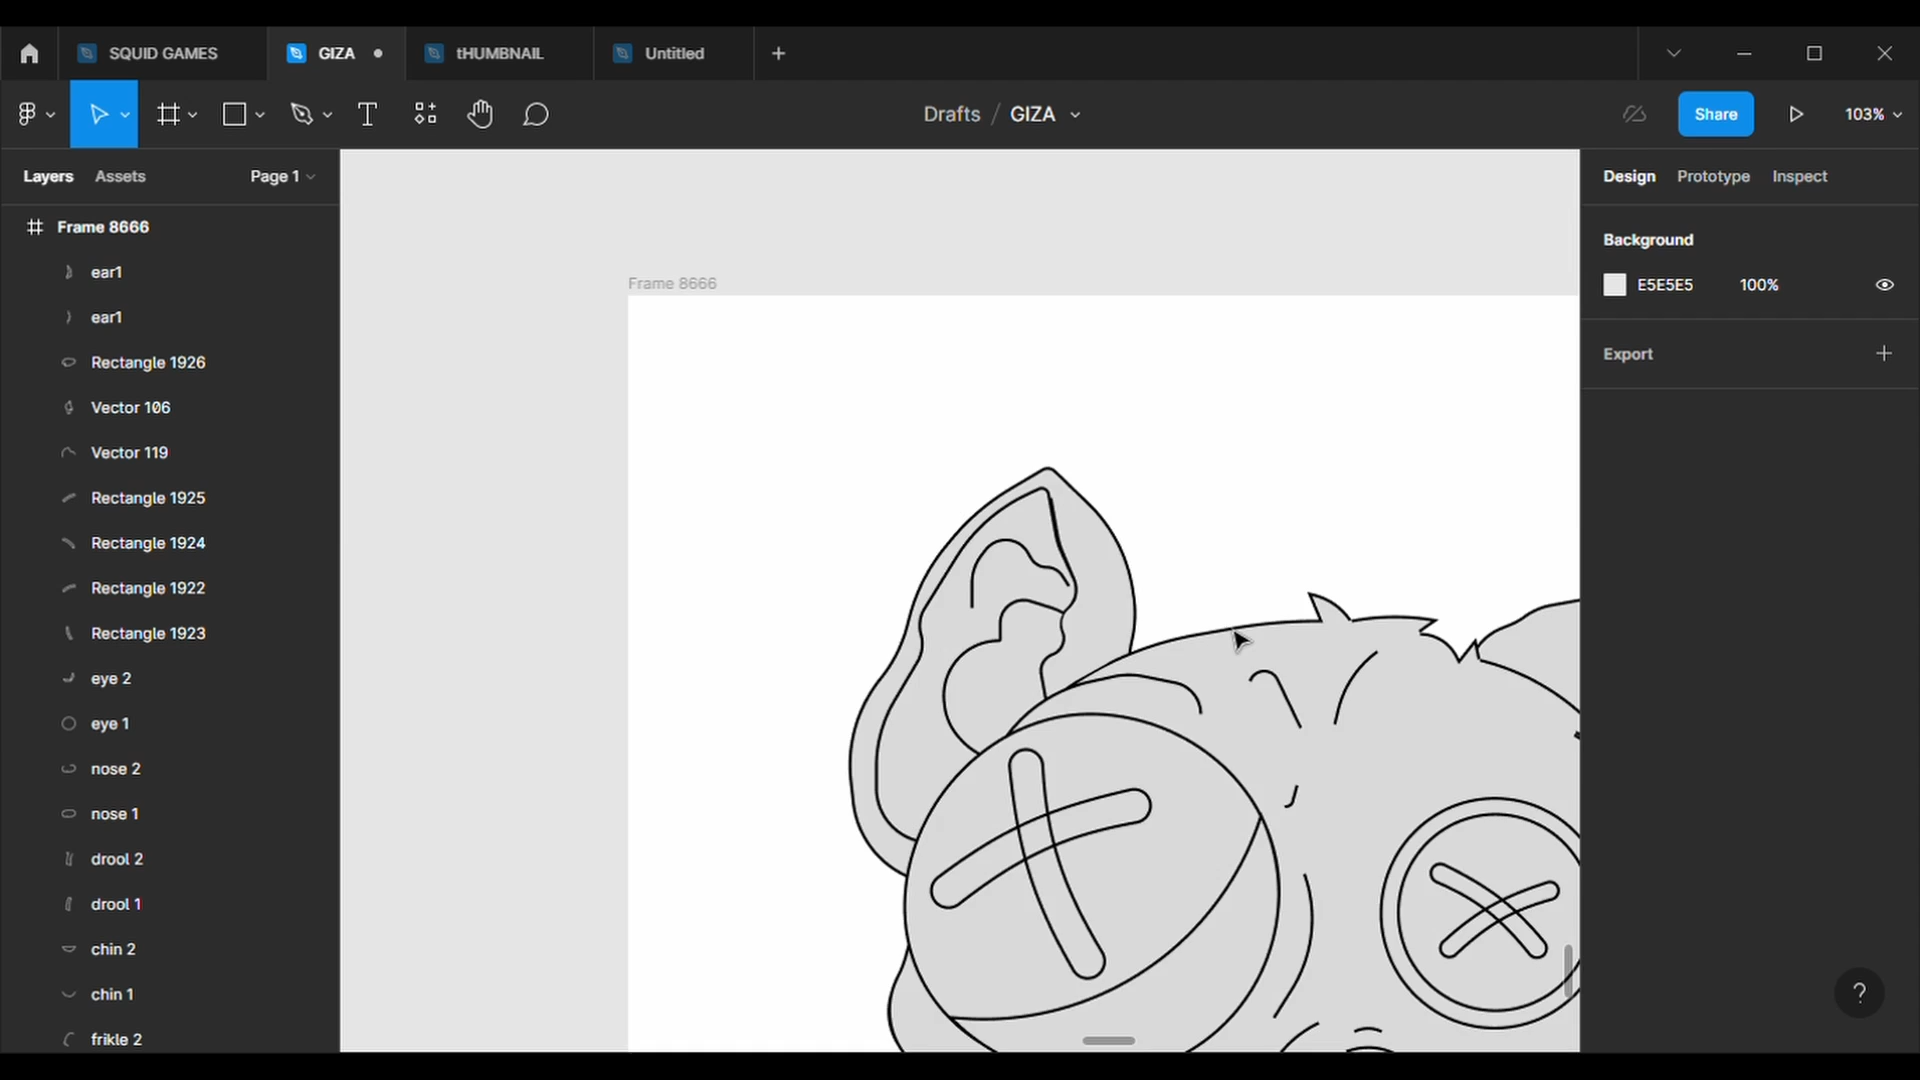 SQUID GAMES
GIZA
tHUMBNAIL
Untitled
Drafts / GIZA
Share
103%
Layers
Assets
Page 1
Design
Prototype
Inspect
Frame 8666
ear1
ear1
Rectangle 1926
Vector 106
Vector 119
Rectangle 1925
Rectangle 1924
Rectangle 1922
Rectangle 1923
eye 2
eye 1
nose 2
nose 1
drool 2
drool 1
chin 2
chin 1
frikle 2
Frame 8666
Background
E5E5E5
100%
Export
?